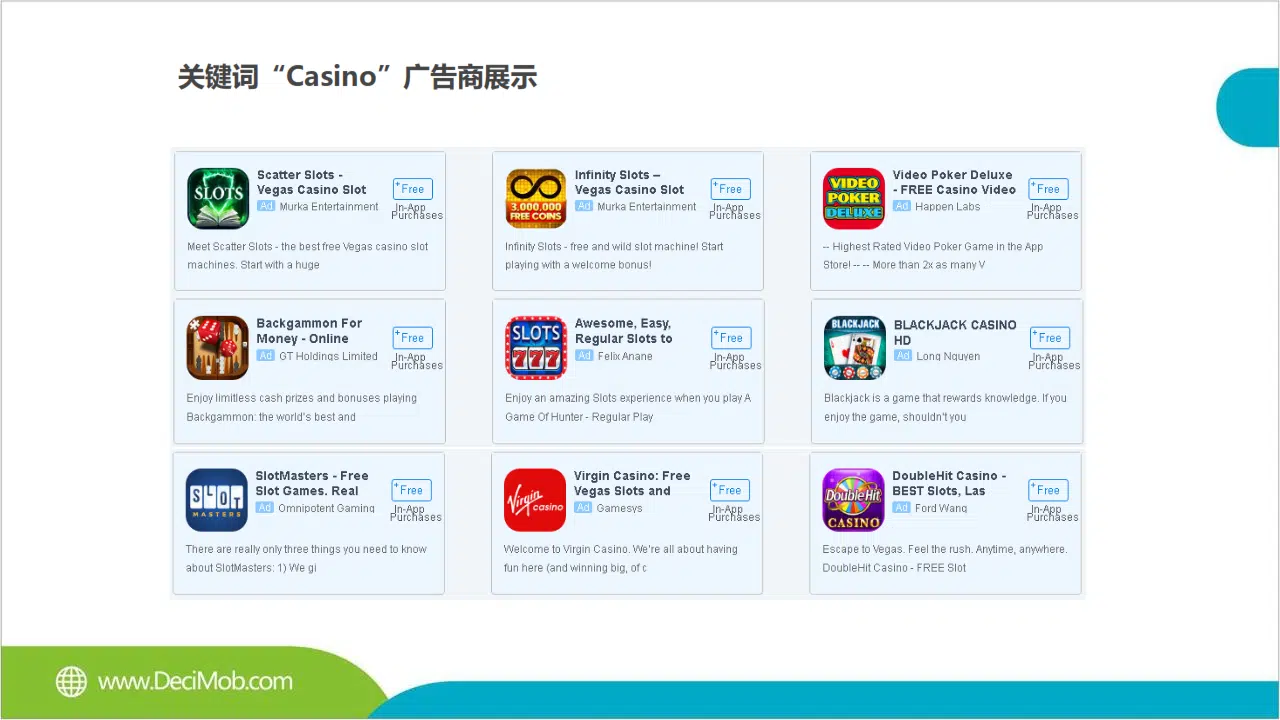 关键词“Casino”广告商展示
SLOTS
Scatter Slots -
Vegas Casino Slot
Ad Murka Entertainment
+Free
In-App
Purchases
Meet Scatter Slots - the best free Vegas casino slot
machines. Start with a huge
3,000,000
FREE COINS
Infinity Slots –
Vegas Casino Slot
Ad Murka Entertainment
+Free
In-App
Purchases
Infinity Slots - free and wild slot machine! Start
playing with a welcome bonus!
VIDEO
POKER
DELUXE
Video Poker Deluxe
- FREE Casino Video
Ad Happen Labs
+Free
In-App
Purchases
-- Highest Rated Video Poker Game in the App
Store! -- -- More than 2x as many V
Backgammon For
Money - Online
Ad GT Holdings Limited
+Free
In-App
Purchases
Enjoy limitless cash prizes and bonuses playing
Backgammon: the world's best and
SLOTS
777
Awesome, Easy,
Regular Slots to
Ad Felix Anane
+Free
In-App
Purchases
Enjoy an amazing Slots experience when you play A
Game Of Hunter - Regular Play
BLACKJACK
BLACKJACK CASINO
HD
Ad Long Nguyen
+Free
In-App
Purchases
Blackjack is a game that rewards knowledge. If you
enjoy the game, shouldn't you
SLOT
MASTERS
SlotMasters - Free
Slot Games. Real
Ad Omnipotent Gaming
+Free
In-App
Purchases
There are really only three things you need to know
about SlotMasters: 1) We gi
Virgin
casino
Virgin Casino: Free
Vegas Slots and
Ad Gamesys
+Free
In-App
Purchases
Welcome to Virgin Casino. We're all about having
fun here (and winning big, of c
DoubleHit
CASINO
DoubleHit Casino -
BEST Slots, Las
Ad Ford Wang
+Free
In-App
Purchases
Escape to Vegas. Feel the rush. Anytime, anywhere.
DoubleHit Casino - FREE Slot
www.DeciMob.com